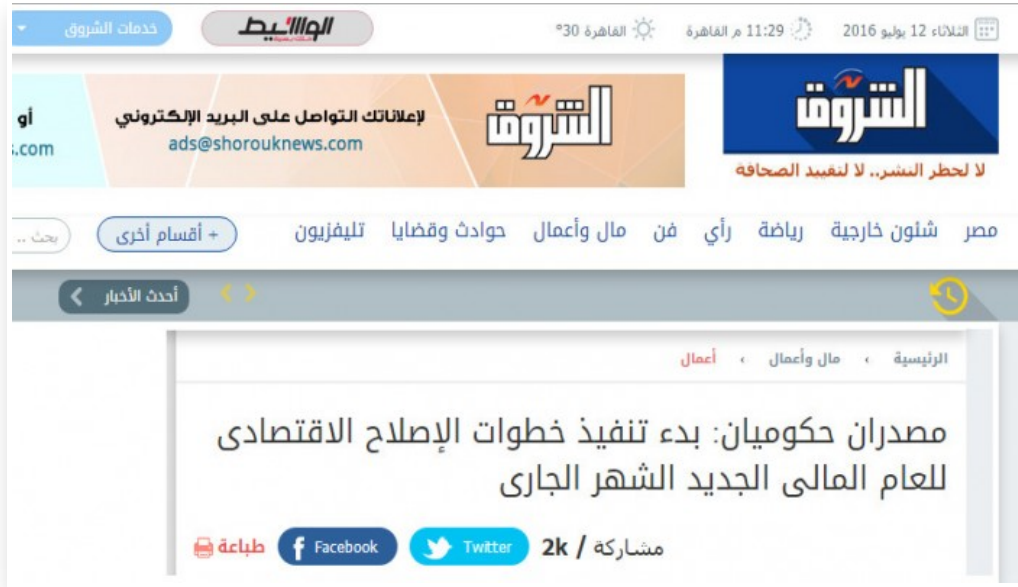 الثلاثاء 12 يوليو 2016
11:29 م القاهرة
القاهرة 30°
الوسيط
خدمات الشروق
الشروق
لا لحظر النشر.. لا لتقييد الصحافة
الشروق
لإعلاناتك التواصل على البريد الإلكتروني
ads@shorouknews.com
أو
s.com
مصر شئون خارجية رياضة رأي فن مال وأعمال حوادث وقضايا تليفزيون + أقسام أخرى بحث ..
أحدث الأخبار
الرئيسية › مال وأعمال › أعمال
مصدران حكوميان: بدء تنفيذ خطوات الإصلاح الاقتصادى
للعام المالى الجديد الشهر الجارى
مشاركة / 2k Twitter Facebook طباعة